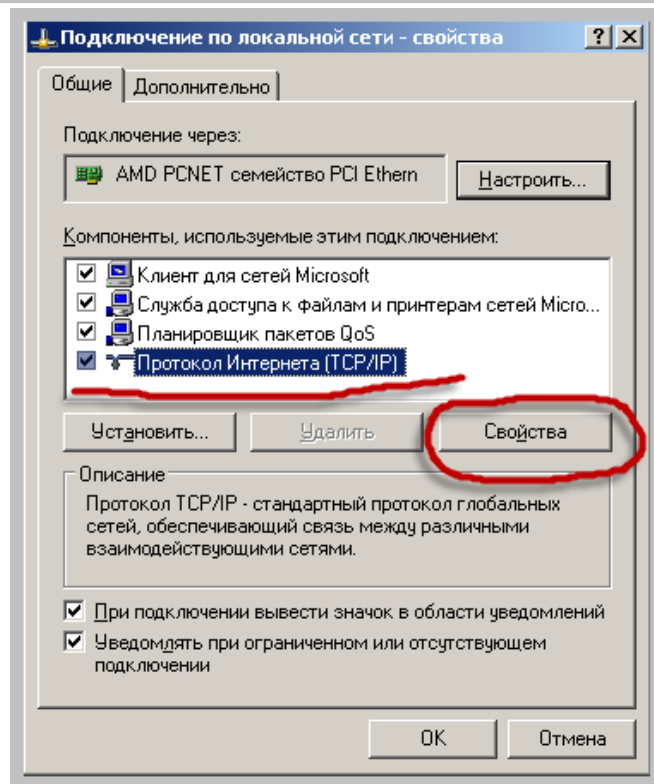 Подключение по локальной сети - свойства
Общие
Дополнительно
Подключение через:
AMD PCNET семейство PCI Ethern
Настроить...
Компоненты, используемые этим подключением:
Клиент для сетей Microsoft
Служба доступа к файлам и принтерам сетей Micro...
Планировщик пакетов QoS
Протокол Интернета (TCP/IP)
Установить...
Удалить
Свойства
Описание
Протокол TCP/IP - стандартный протокол глобальных
сетей, обеспечивающий связь между различными
взаимодействующими сетями.
При подключении вывести значок в области уведомлений
Уведомлять при ограниченном или отсутствующем
подключении
OK
Отмена